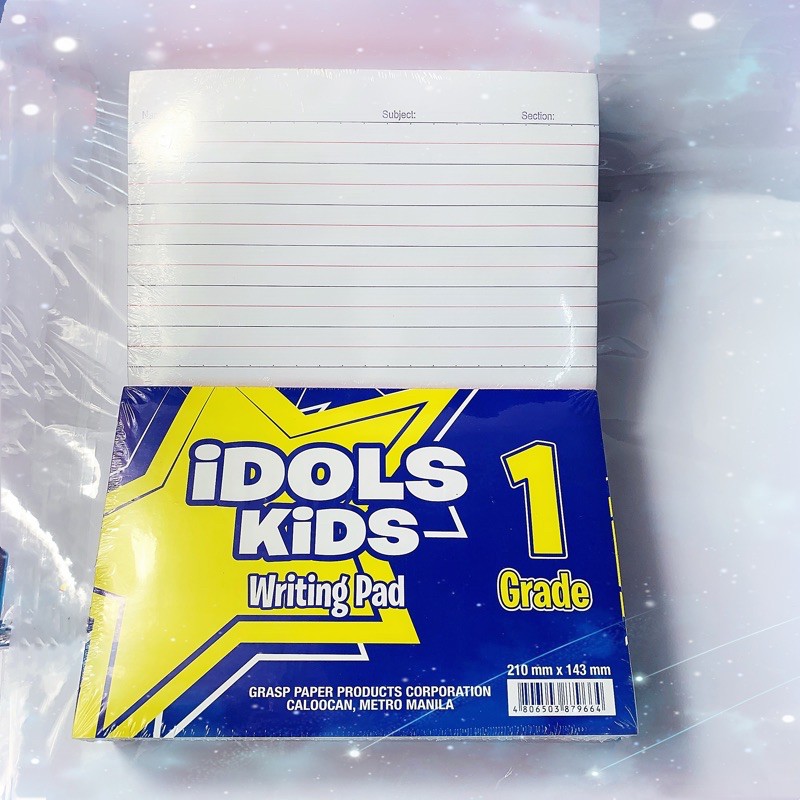 Subject: Section:
iDOLS
KiDS
Writing Pad
1
Grade
210 mm x 143 mm
GRASP PAPER PRODUCTS CORPORATION
CALOOCAN, METRO MANILA
4 806503 879664